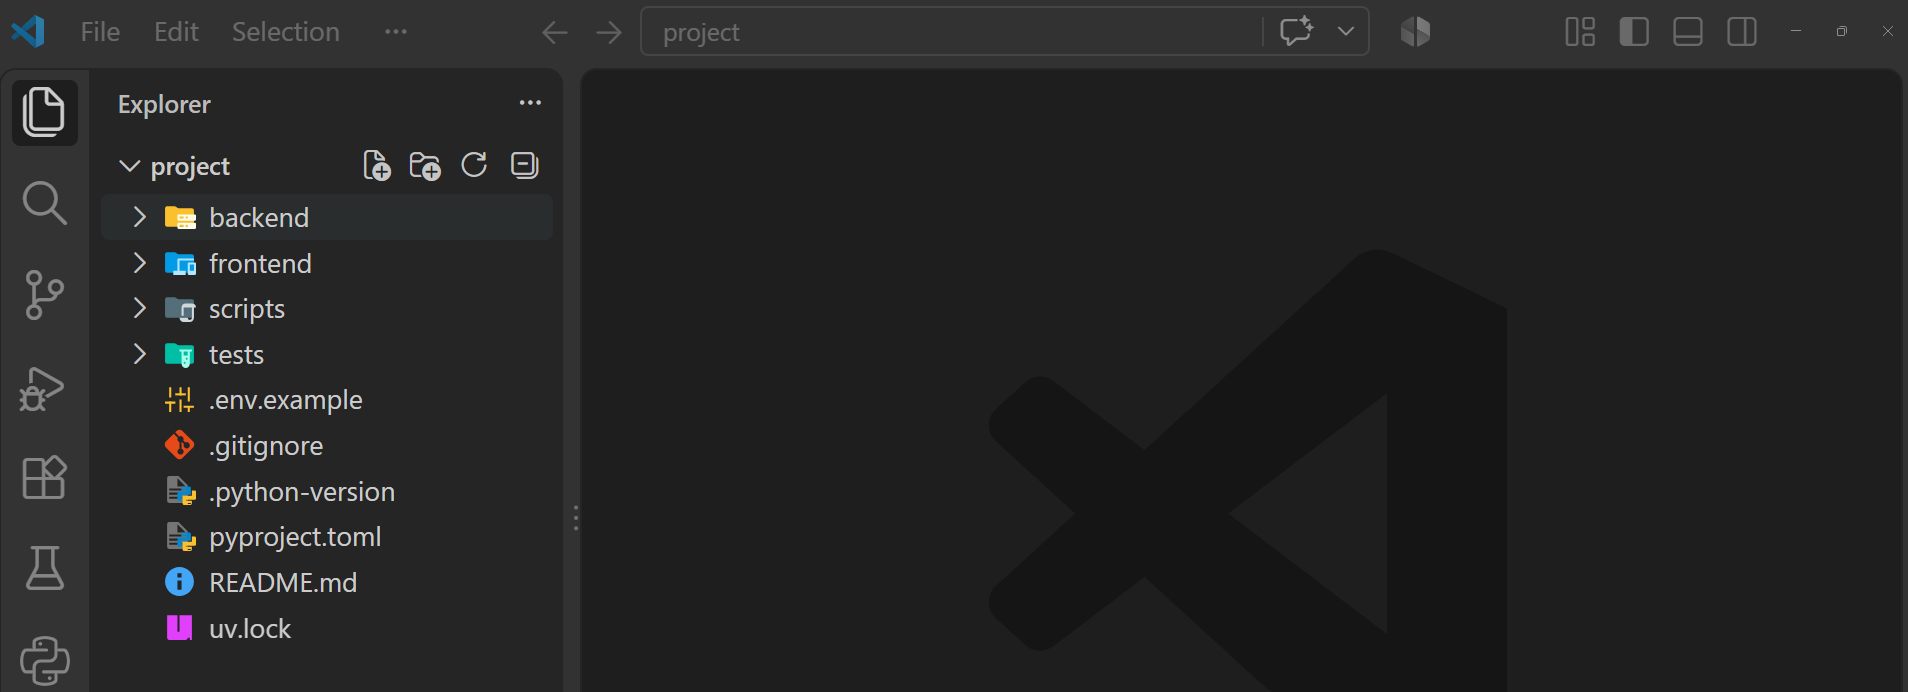 File Edit Selection ···
project
Explorer
project
backend
frontend
scripts
tests
.env.example
.gitignore
.python-version
pyproject.toml
README.md
uv.lock